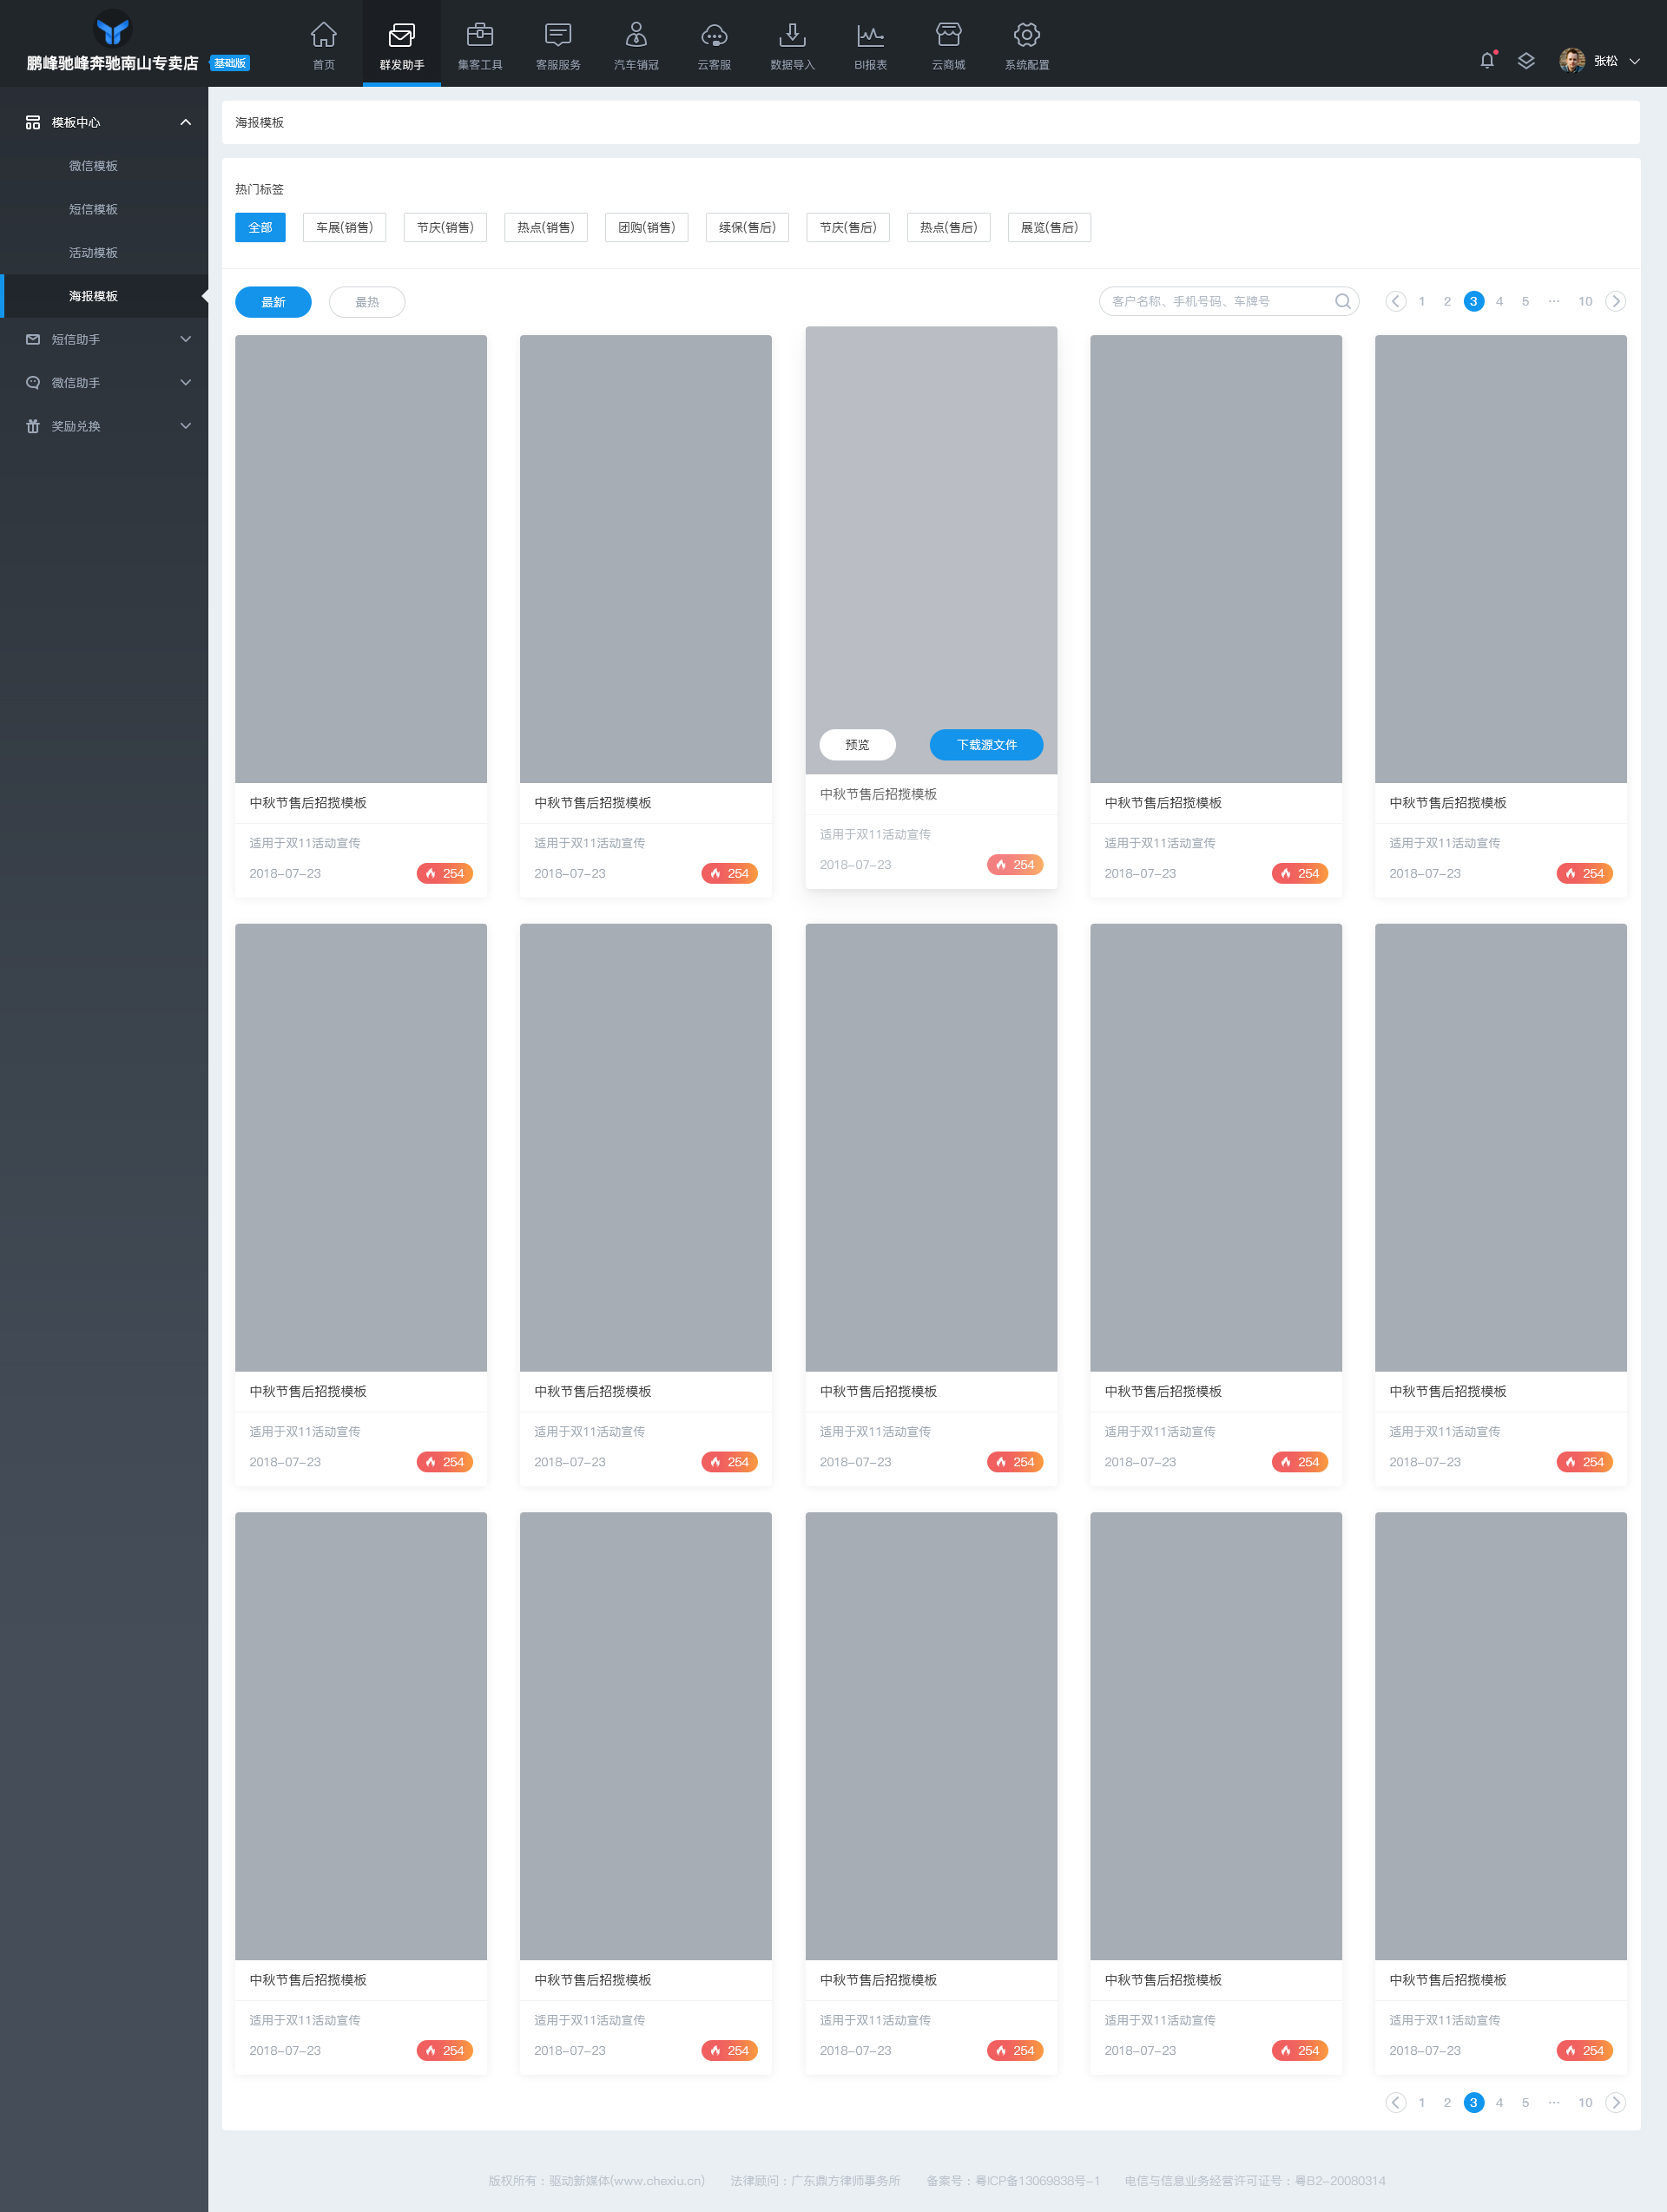 鹏峰驰峰奔驰南山专卖店 基础版
首页 群发助手 集客工具 客服服务 汽车销冠 云客服 数据导入 BI报表 云商城 系统配置
张松
模板中心
微信模板
短信模板
活动模板
海报模板
短信助手
微信助手
奖励兑换
海报模板
热门标签
全部 车展(销售) 节庆(销售) 热点(销售) 团购(销售) 续保(售后) 节庆(售后) 热点(售后) 展览(售后)
最新 最热 客户名称、手机号码、车牌号 1 2 3 4 5 ··· 10
预览 下载源文件
中秋节售后招揽模板 中秋节售后招揽模板 中秋节售后招揽模板 中秋节售后招揽模板 中秋节售后招揽模板
适用于双11活动宣传 适用于双11活动宣传 适用于双11活动宣传 适用于双11活动宣传 适用于双11活动宣传
2018-07-23 254 2018-07-23 254 2018-07-23 254 2018-07-23 254 2018-07-23 254
中秋节售后招揽模板 中秋节售后招揽模板 中秋节售后招揽模板 中秋节售后招揽模板 中秋节售后招揽模板
适用于双11活动宣传 适用于双11活动宣传 适用于双11活动宣传 适用于双11活动宣传 适用于双11活动宣传
2018-07-23 254 2018-07-23 254 2018-07-23 254 2018-07-23 254 2018-07-23 254
中秋节售后招揽模板 中秋节售后招揽模板 中秋节售后招揽模板 中秋节售后招揽模板 中秋节售后招揽模板
适用于双11活动宣传 适用于双11活动宣传 适用于双11活动宣传 适用于双11活动宣传 适用于双11活动宣传
2018-07-23 254 2018-07-23 254 2018-07-23 254 2018-07-23 254 2018-07-23 254
1 2 3 4 5 ··· 10
版权所有：驱动新媒体(www.chexiu.cn) 法律顾问：广东鼎方律师事务所 备案号：粤ICP备13069838号-1 电信与信息业务经营许可证号：粤B2-20080314